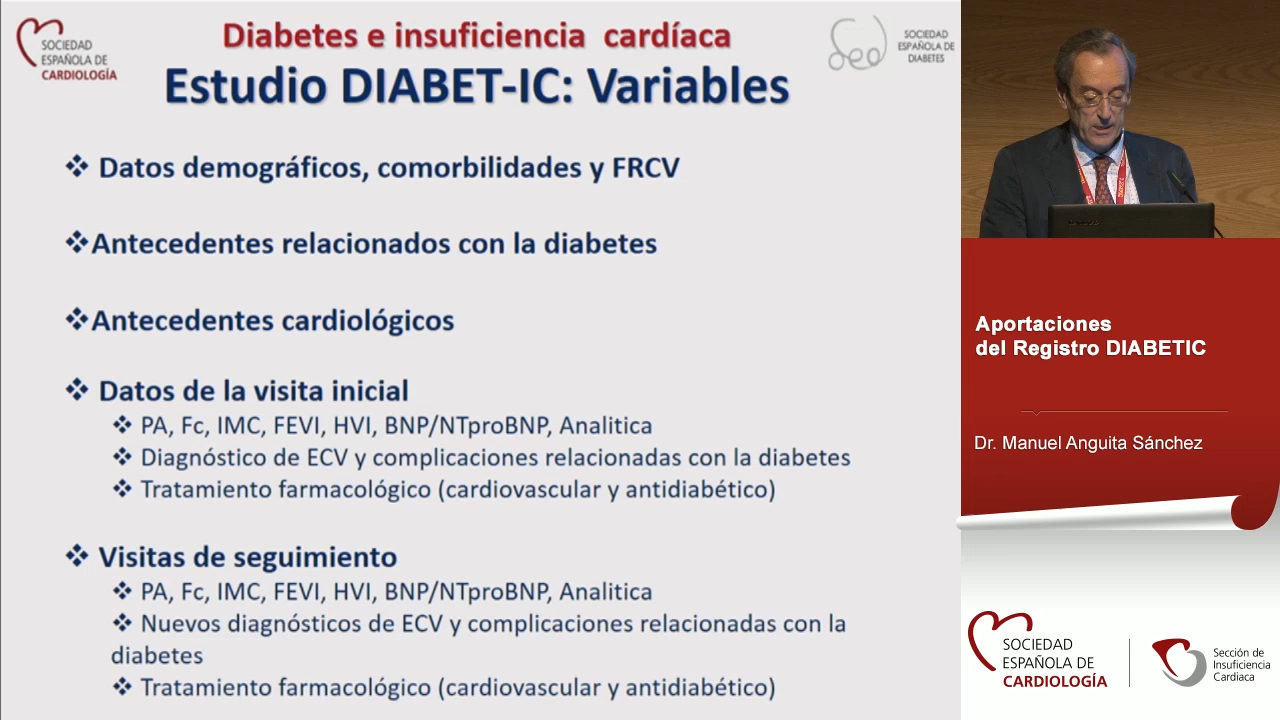 SOCIEDAD
ESPAÑOLA DE
CARDIOLOGÍA
Diabetes e insuficiencia cardíaca
Estudio DIABET-IC: Variables
sed
SOCIEDAD
ESPAÑOLA DE
DIABETES
❖ Datos demográficos, comorbilidades y FRCV
❖Antecedentes relacionados con la diabetes
❖Antecedentes cardiológicos
❖ Datos de la visita inicial
❖ PA, Fc, IMC, FEVI, HVI, BNP/NTproBNP, Analitica
❖ Diagnóstico de ECV y complicaciones relacionadas con la diabetes
❖ Tratamiento farmacológico (cardiovascular y antidiabético)
❖ Visitas de seguimiento
❖ PA, Fc, IMC, FEVI, HVI, BNP/NTproBNP, Analitica
❖ Nuevos diagnósticos de ECV y complicaciones relacionadas con la
diabetes
❖ Tratamiento farmacológico (cardiovascular y antidiabético)
Aportaciones
del Registro DIABETIC
Dr. Manuel Anguita Sánchez
SOCIEDAD
ESPAÑOLA DE
CARDIOLOGÍA
Sección de
Insuficiencia
Cardiaca